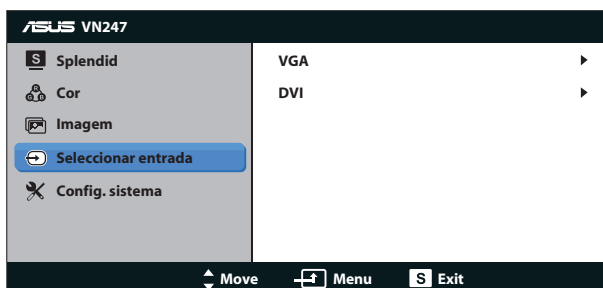 ASUS VN247
S Splendid
Cor
Imagem
Seleccionar entrada
Config. sistema
VGA
DVI
Move Menu S Exit